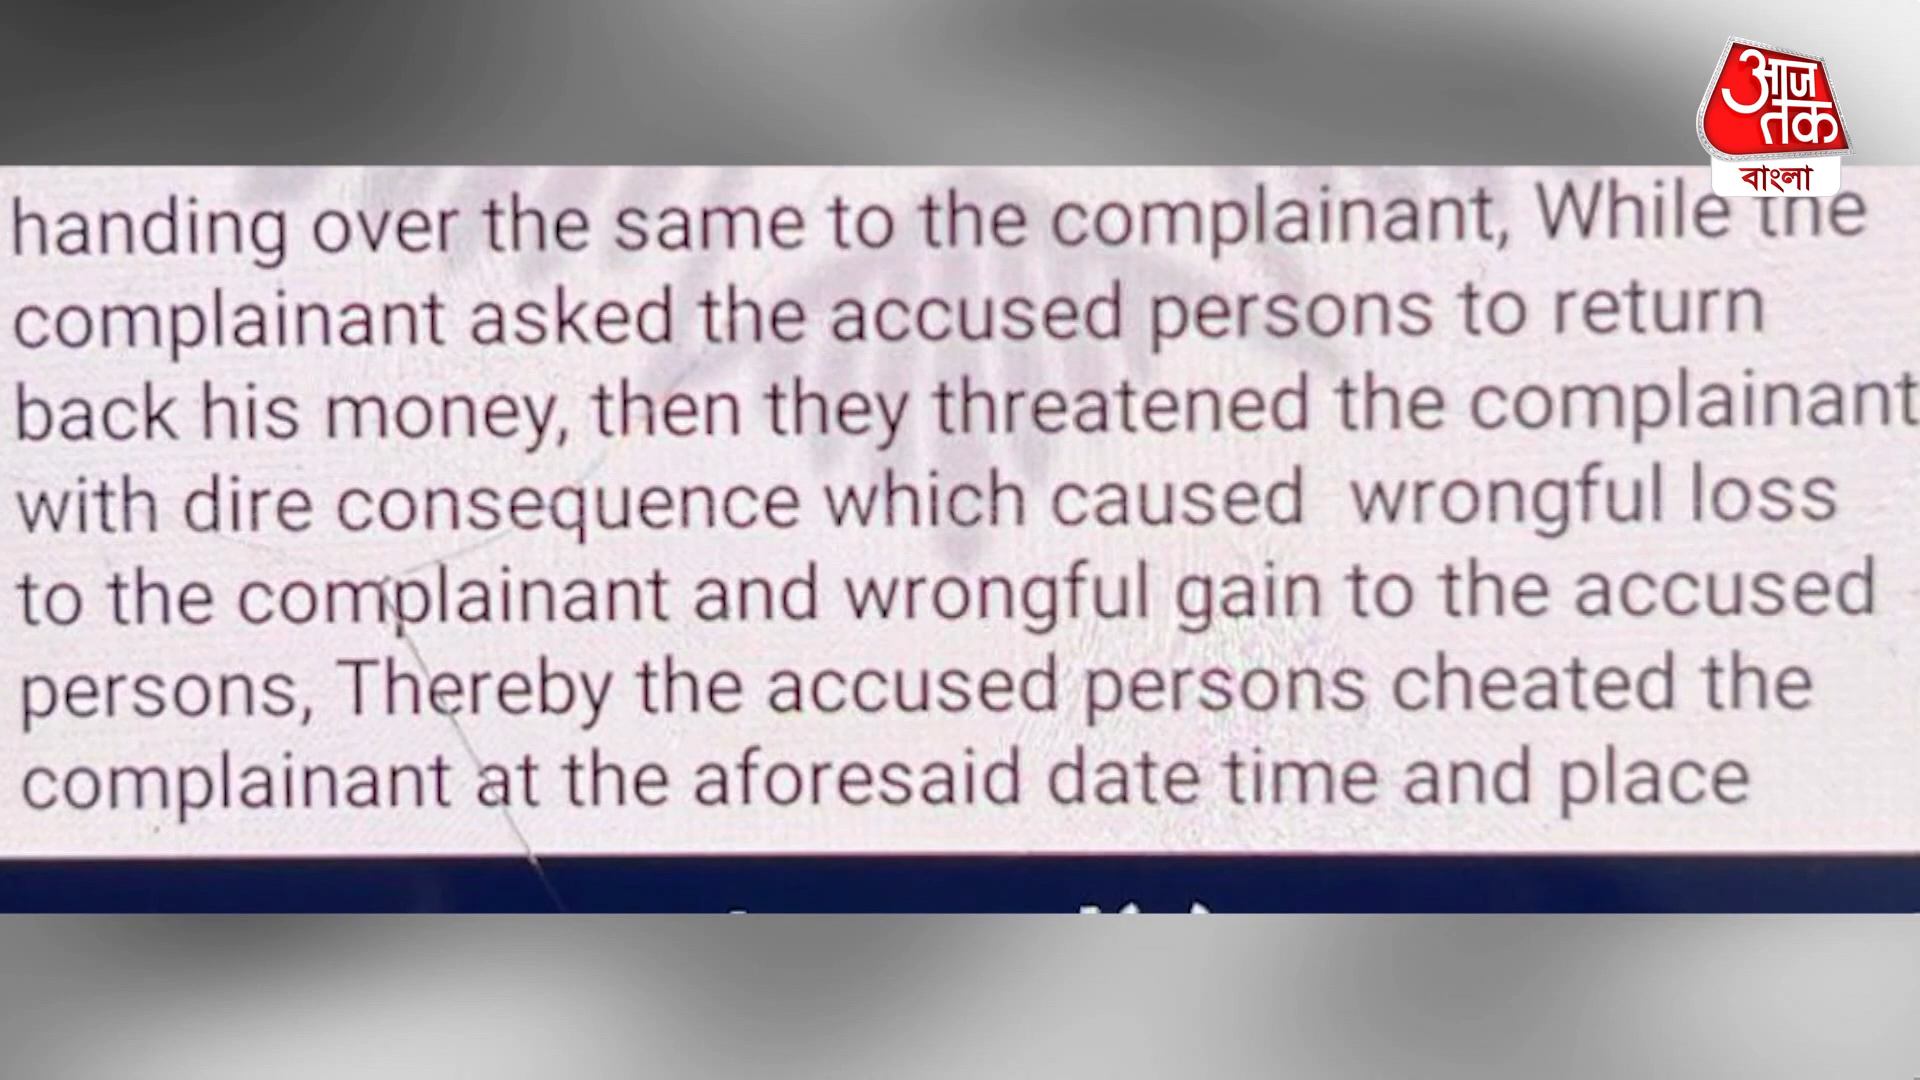 आज
तक
বাংলা
handing over the same to the complainant, While the
complainant asked the accused persons to return
back his money, then they threatened the complainant
with dire consequence which caused wrongful loss
to the complainant and wrongful gain to the accused
persons, Thereby the accused persons cheated the
complainant at the aforesaid date time and place